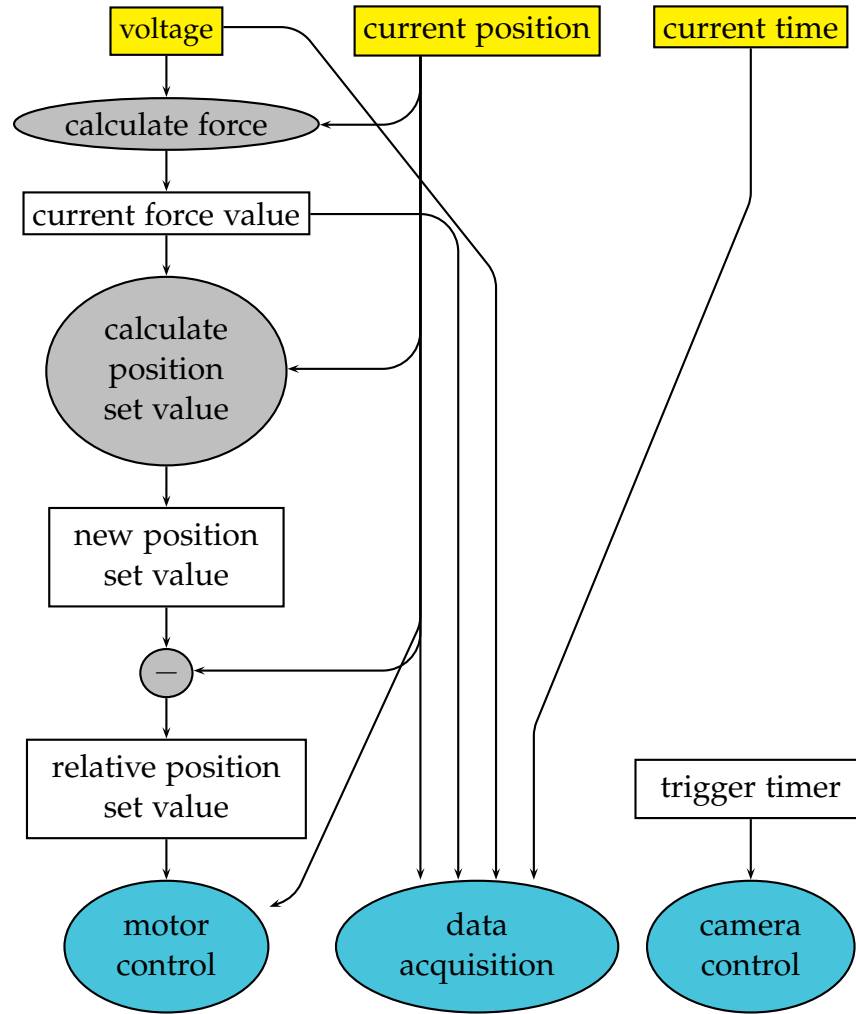 voltage
current position
current time
calculate force
current force value
calculate
position
set value
new position
set value
−
relative position
set value
trigger timer
motor
control
data
acquisition
camera
control